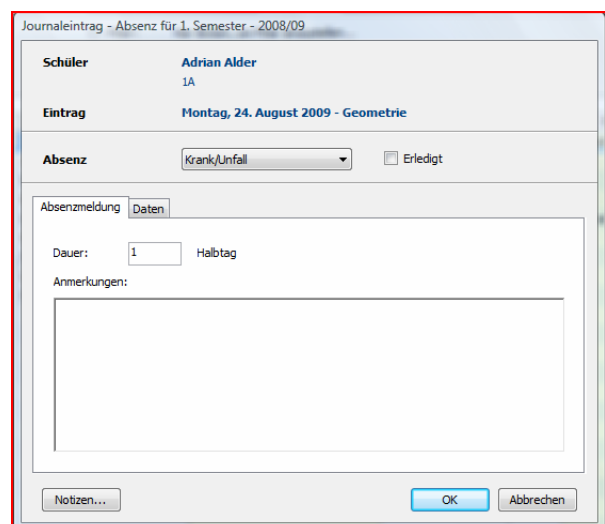 Journaleintrag - Absenz für 1. Semester - 2008/09
Schüler Adrian Alder
1A
Eintrag Montag, 24. August 2009 - Geometrie
Absenz Krank/Unfall Erledigt
Absenzmeldung Daten
Dauer: 1 Halbtag
Anmerkungen:
Notizen... OK Abbrechen